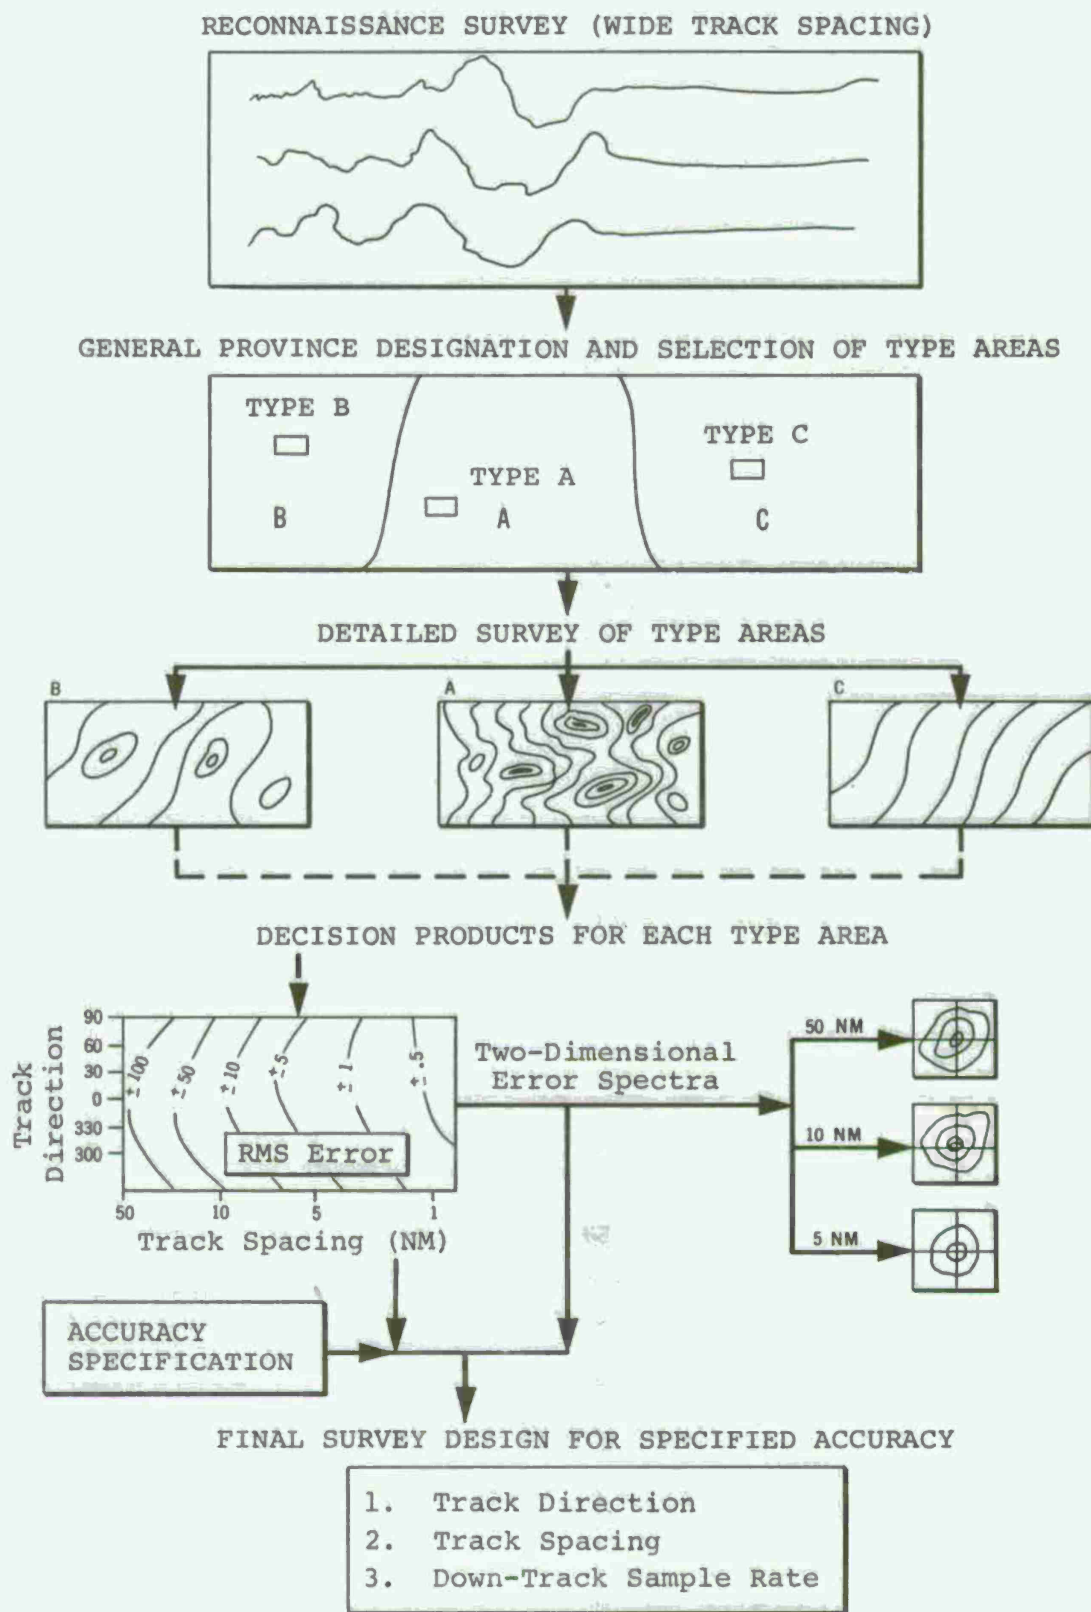 RECONNAISSANCE SURVEY (WIDE TRACK SPACING)
GENERAL PROVINCE DESIGNATION AND SELECTION OF TYPE AREAS
TYPE B
TYPE C
TYPE A
B
A
C
DETAILED SURVEY OF TYPE AREAS
B
A
C
DECISION PRODUCTS FOR EACH TYPE AREA
Track
Direction
90
60
30
0
330
300
±100
±50
±10
±5
±1
±.5
RMS Error
50
10
5
1
Track Spacing (NM)
Two-Dimensional
Error Spectra
50 NM
10 NM
5 NM
ACCURACY
SPECIFICATION
FINAL SURVEY DESIGN FOR SPECIFIED ACCURACY
1. Track Direction
2. Track Spacing
3. Down-Track Sample Rate